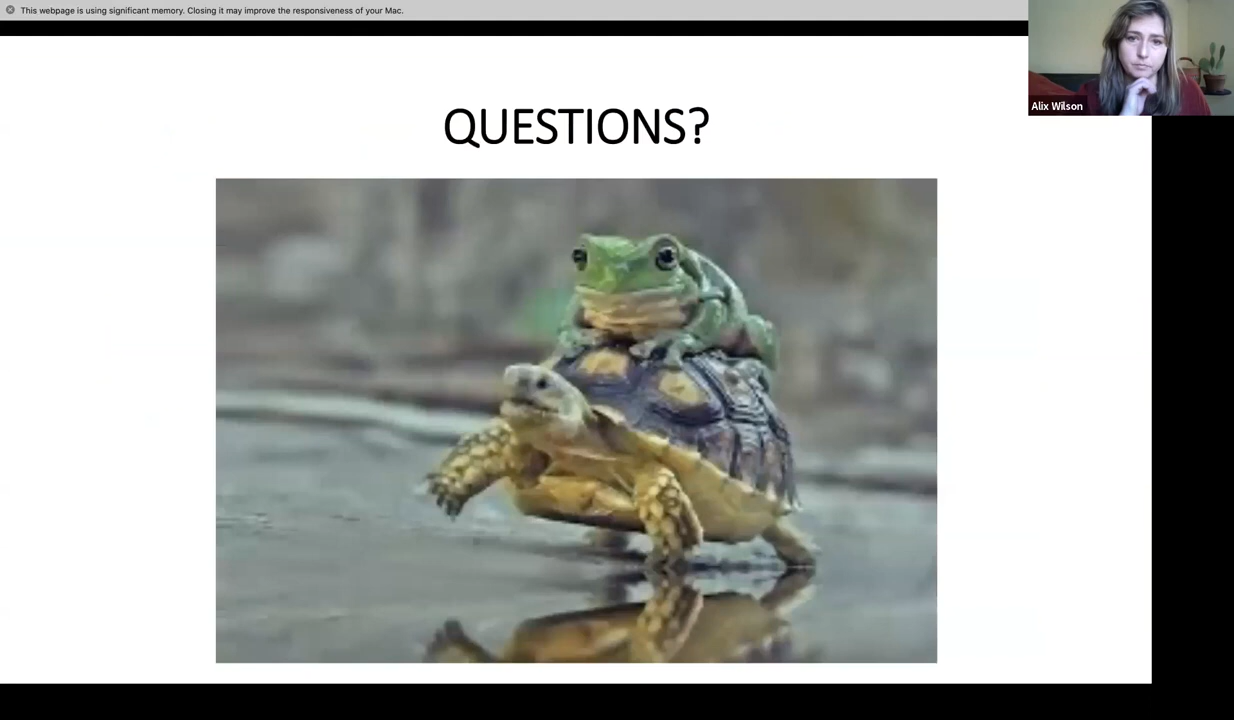 This webpage is using significant memory. Closing it may improve the responsiveness of your Mac.
Alix Wilson
QUESTIONS?